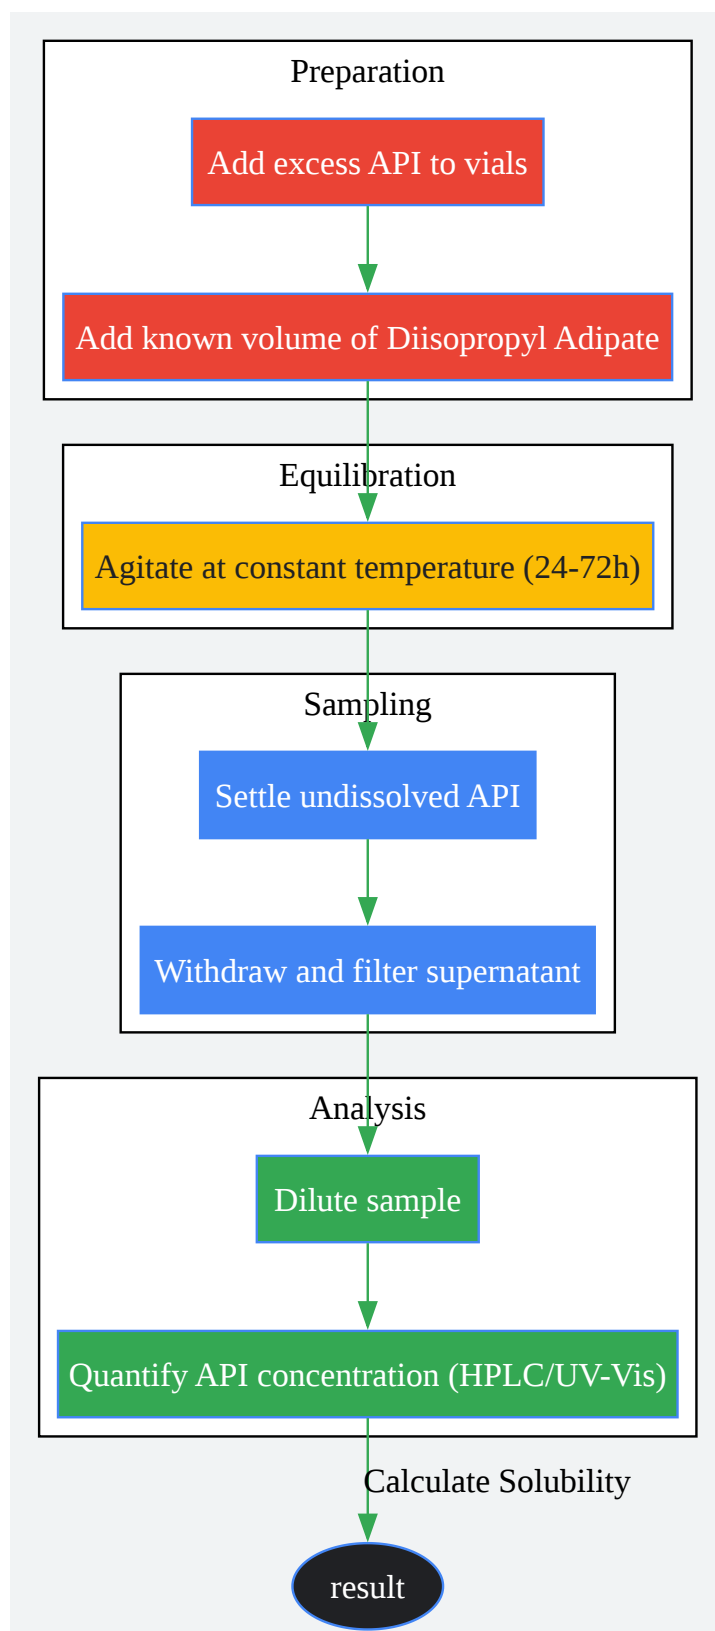 Preparation
Add excess API to vials
Add known volume of Diisopropyl Adipate
Equilibration
Agitate at constant temperature (24-72h)
Sampling
Settle undissolved API
Withdraw and filter supernatant
Analysis
Dilute sample
Quantify API concentration (HPLC/UV-Vis)
Calculate Solubility
result